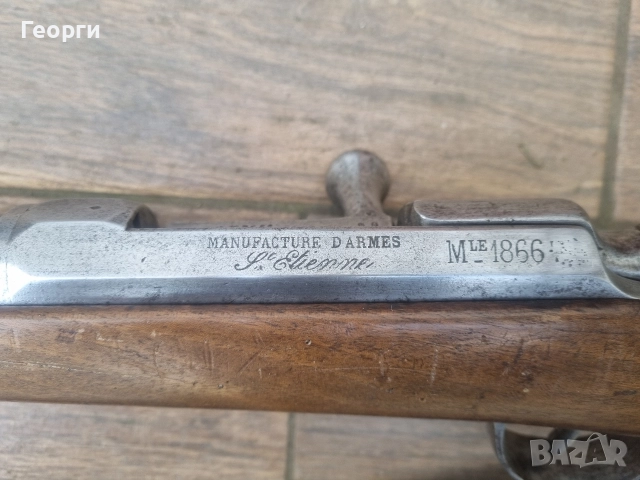 Георги
MANUFACTURE D'ARMES
St. Etienne
MLE 1866
BAZAR